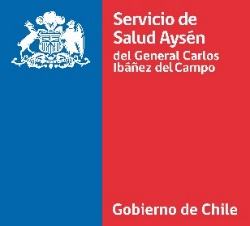 Servicio de
Salud Aysén
del General Carlos
Ibáñez del Campo
Gobierno de Chile